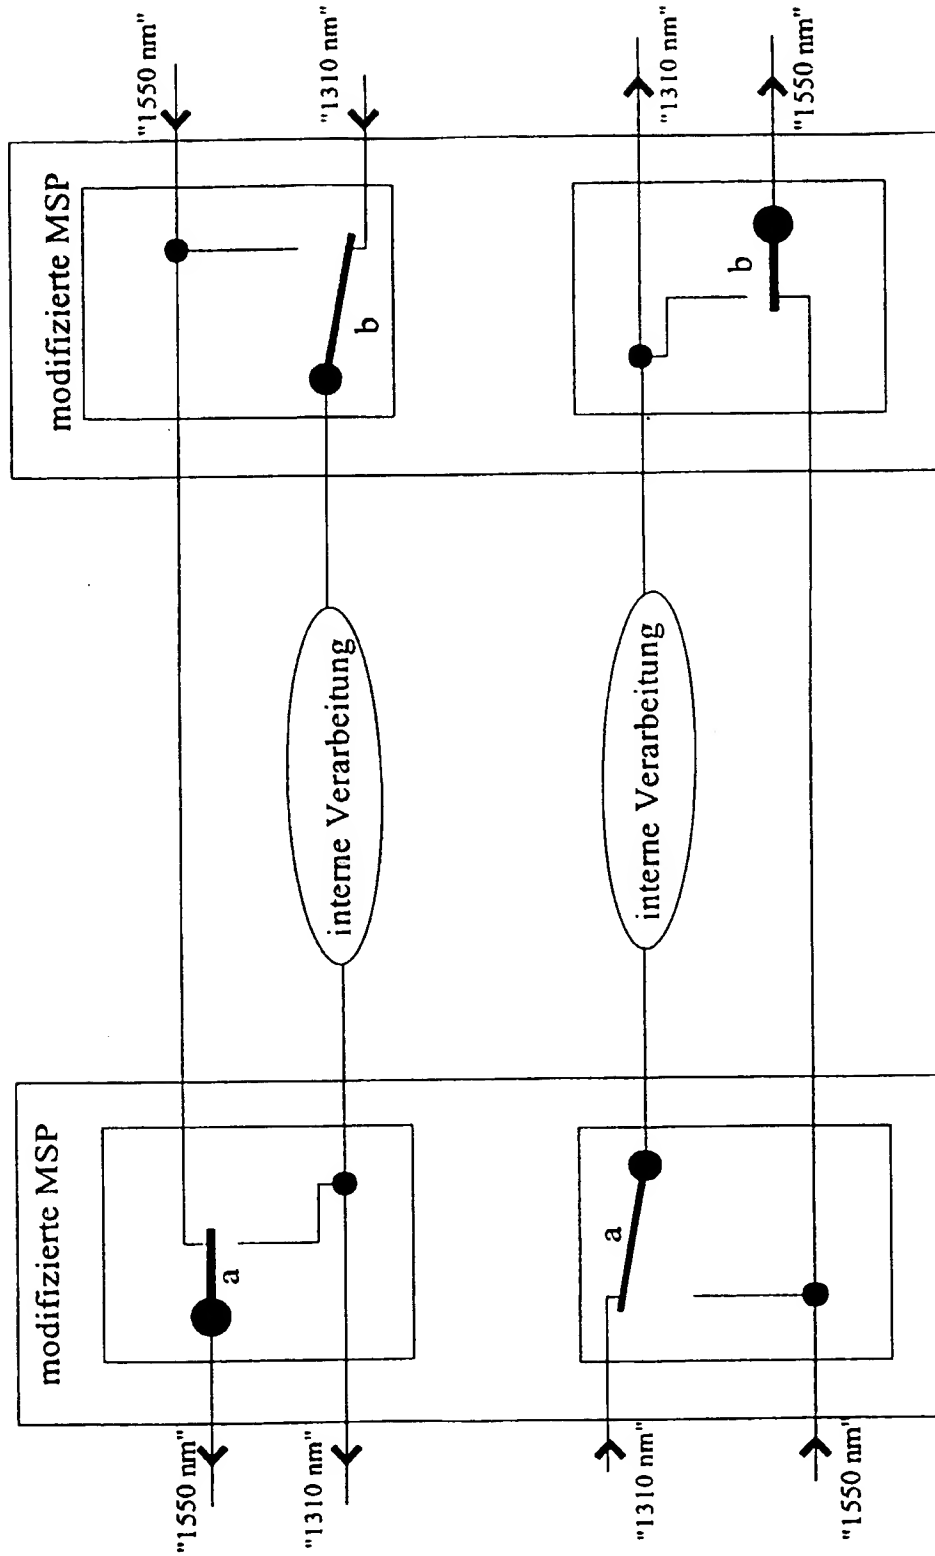 modifizierte MSP
modifizierte MSP
"1550 nm"
a
"1550 nm"
"1310 nm"
interne Verarbeitung
b
"1310 nm"
"1310 nm"
a
interne Verarbeitung
b
"1310 nm"
"1550 nm"
"1550 nm"